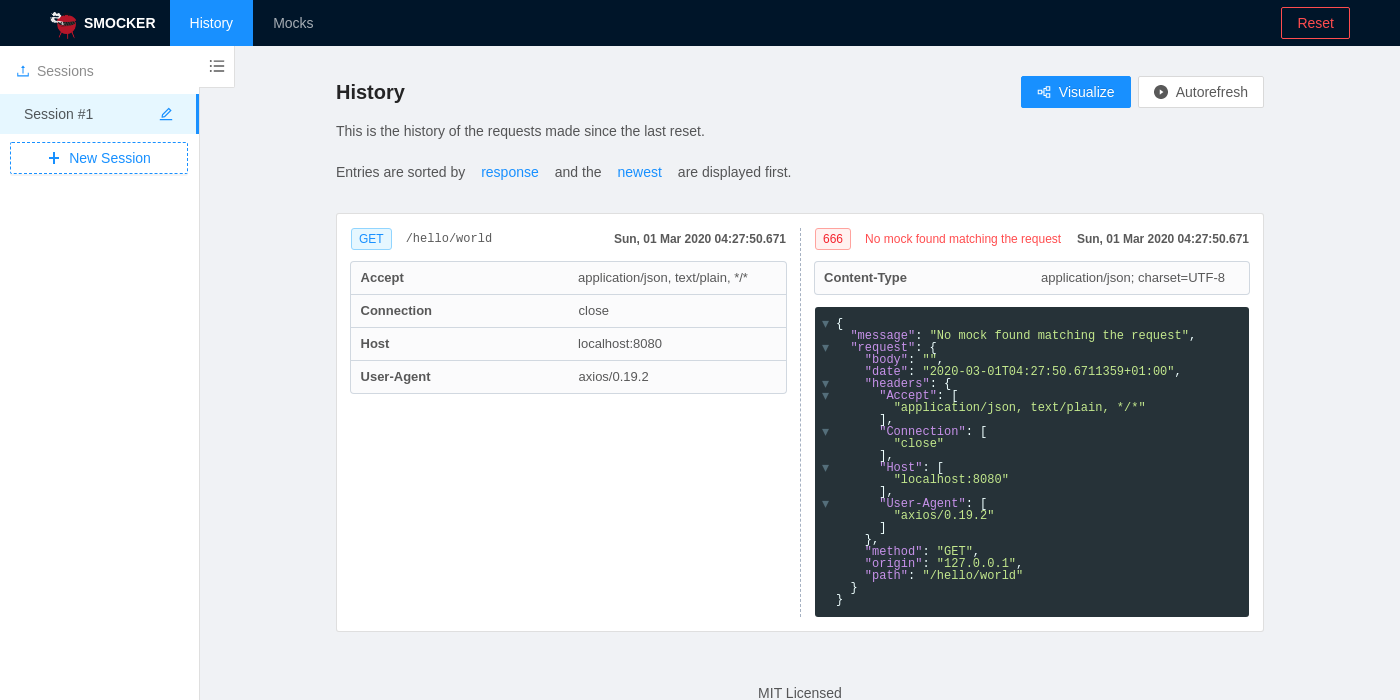 SMOCKER
History
Mocks
Reset
Sessions
Session #1
New Session
History
Visualize
Autorefresh
This is the history of the requests made since the last reset.
Entries are sorted by response and the newest are displayed first.
GET /hello/world Sun, 01 Mar 2020 04:27:50.671
Accept application/json, text/plain, */*
Connection close
Host localhost:8080
User-Agent axios/0.19.2
666 No mock found matching the request Sun, 01 Mar 2020 04:27:50.671
Content-Type application/json; charset=UTF-8
{
  "message": "No mock found matching the request",
  "request": {
    "body": "",
    "date": "2020-03-01T04:27:50.6711359+01:00",
    "headers": {
      "Accept": [
        "application/json, text/plain, */*"
      ],
      "Connection": [
        "close"
      ],
      "Host": [
        "localhost:8080"
      ],
      "User-Agent": [
        "axios/0.19.2"
      ]
    },
    "method": "GET",
    "origin": "127.0.0.1",
    "path": "/hello/world"
  }
}
MIT Licensed